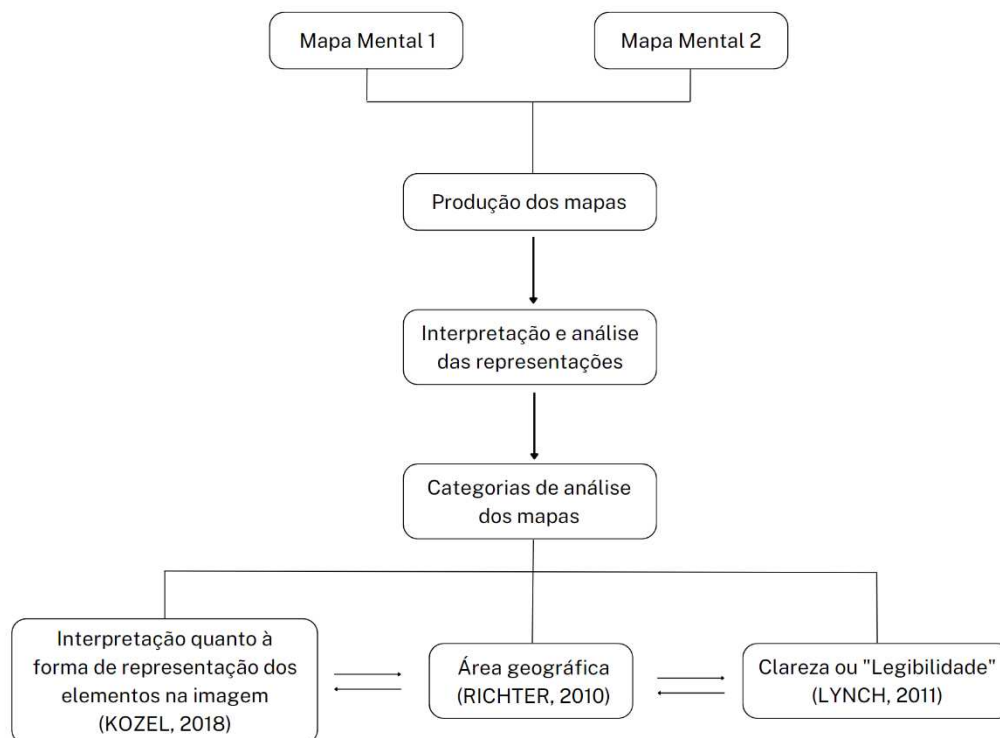 Mapa Mental 1
Mapa Mental 2
Produção dos mapas
Interpretação e análise
das representações
Categorias de análise
dos mapas
Interpretação quanto à
forma de representação dos
elementos na imagem
(KOZEL, 2018)
Área geográfica
(RICHTER, 2010)
Clareza ou "Legibilidade"
(LYNCH, 2011)